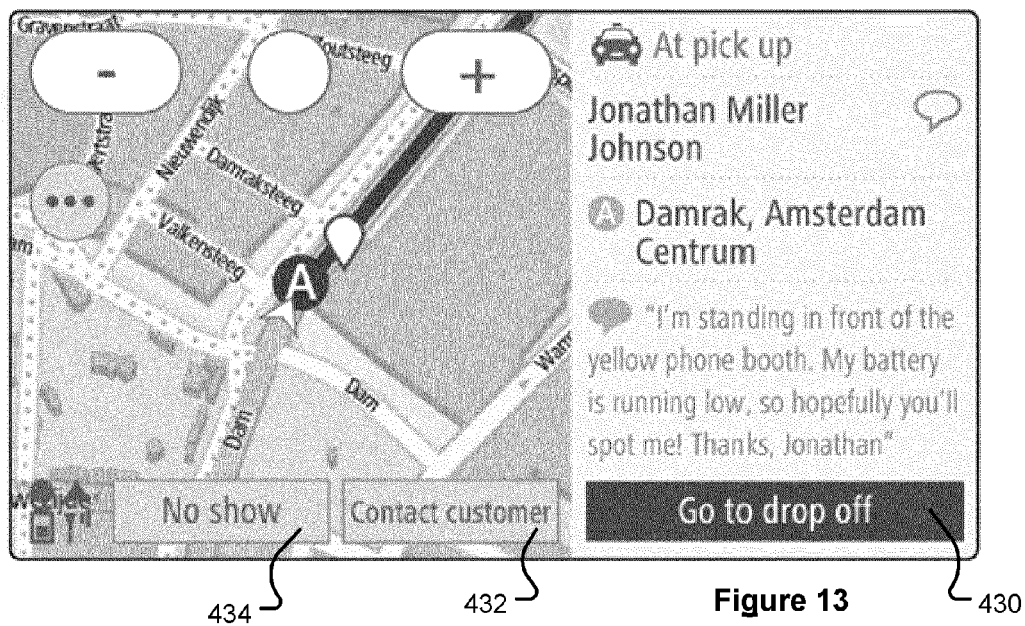 Gravenstraat
-
+
Zoutsteeg
Nieuwendijk
Damraksteeg
Valkensteeg
A
Dam
Dam
No show
Contact customer
At pick up
Jonathan Miller
Johnson
A Damrak, Amsterdam
Centrum
"I'm standing in front of the
yellow phone booth. My battery
is running low, so hopefully you'll
spot me! Thanks, Jonathan"
Go to drop off
434
432
Figure 13
430